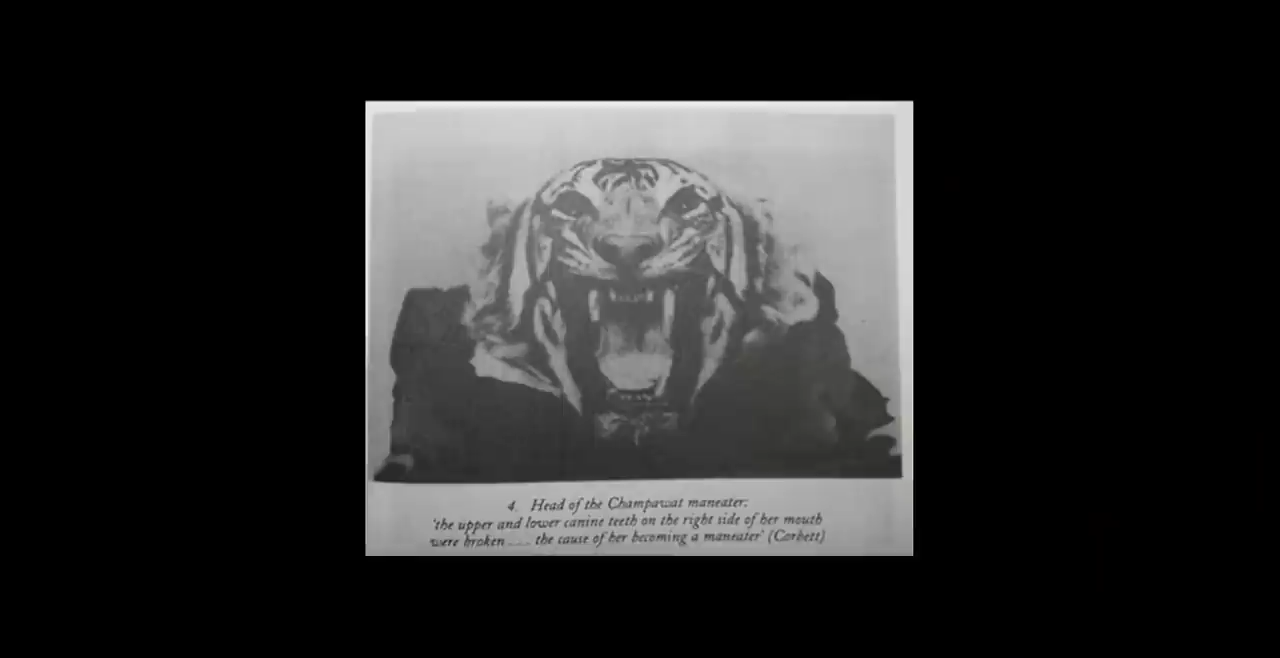 4. Head of the Champawat maneater:
'the upper and lower canine teeth on the right side of her mouth
were broken .... the cause of her becoming a maneater' (Corbett)